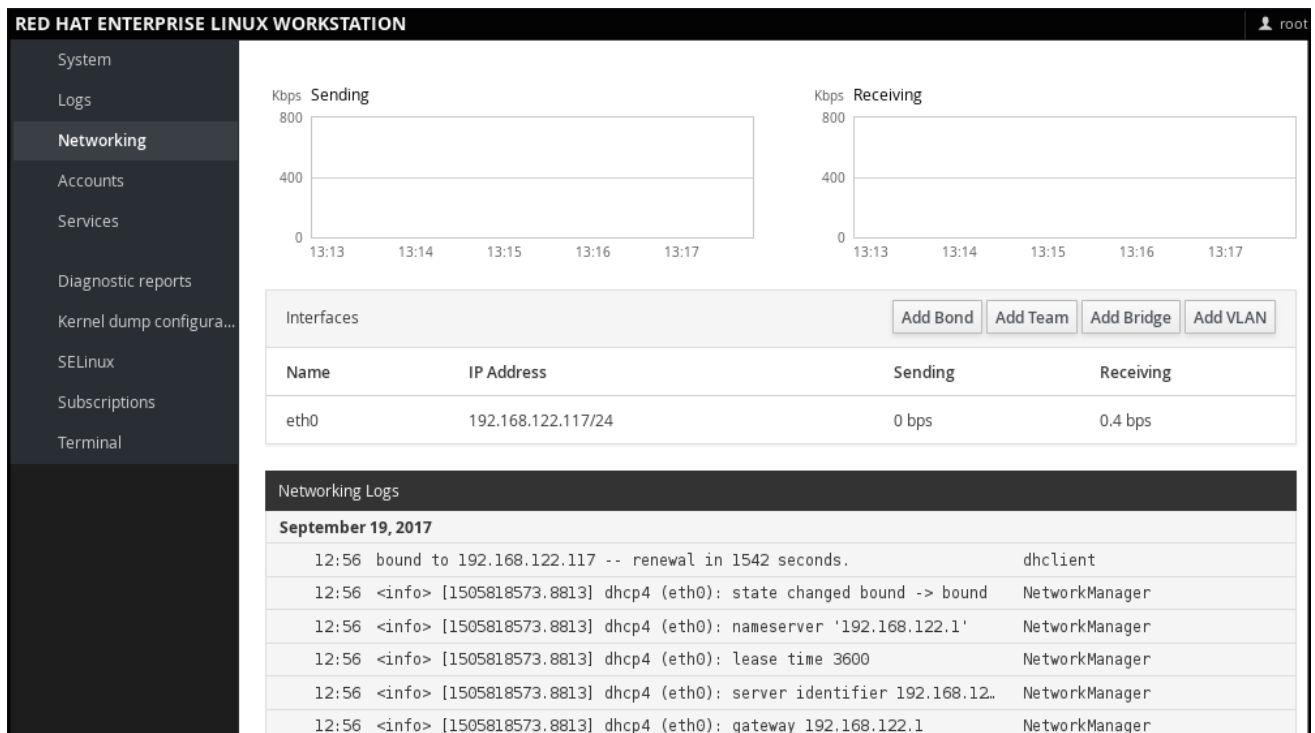 RED HAT ENTERPRISE LINUX WORKSTATION
root
System
Logs
Networking
Accounts
Services
Diagnostic reports
Kernel dump configura...
SELinux
Subscriptions
Terminal
Kbps Sending
800
400
0
13:13 13:14 13:15 13:16 13:17
Kbps Receiving
800
400
0
13:13 13:14 13:15 13:16 13:17
Interfaces
Add Bond Add Team Add Bridge Add VLAN
Name IP Address Sending Receiving
eth0 192.168.122.117/24 0 bps 0.4 bps
Networking Logs
September 19, 2017
12:56 bound to 192.168.122.117 -- renewal in 1542 seconds. dhclient
12:56 <info> [1505818573.8813] dhcp4 (eth0): state changed bound -> bound NetworkManager
12:56 <info> [1505818573.8813] dhcp4 (eth0): nameserver '192.168.122.1' NetworkManager
12:56 <info> [1505818573.8813] dhcp4 (eth0): lease time 3600 NetworkManager
12:56 <info> [1505818573.8813] dhcp4 (eth0): server identifier 192.168.12… NetworkManager
12:56 <info> [1505818573.8813] dhcp4 (eth0): gateway 192.168.122.1 NetworkManager